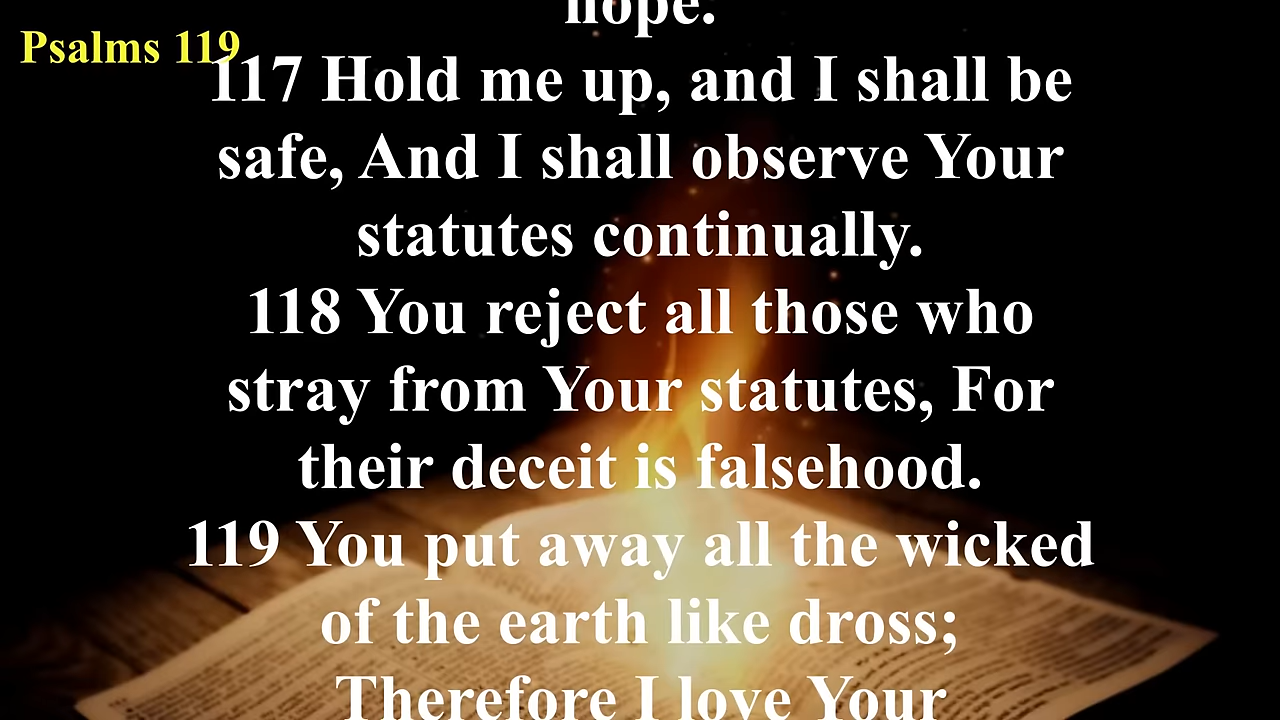 hope.
Psalms 119
117 Hold me up, and I shall be
safe, And I shall observe Your
statutes continually.
118 You reject all those who
stray from Your statutes, For
their deceit is falsehood.
119 You put away all the wicked
of the earth like dross;
Therefore I love Your